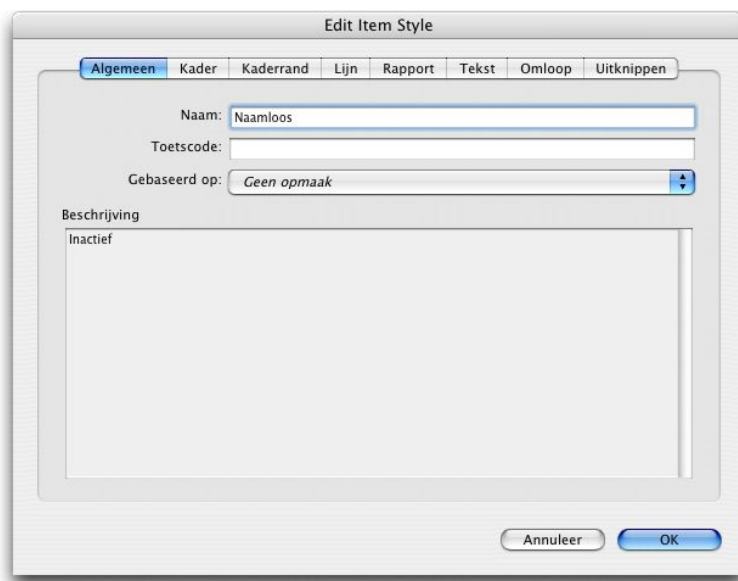 Edit Item Style
Algemeen Kader Kaderrand Lijn Rapport Tekst Omloop Uitknippen
Naam: Naamloos
Toetscode:
Gebaseerd op: Geen opmaak
Beschrijving
Inactief
Annuleer OK